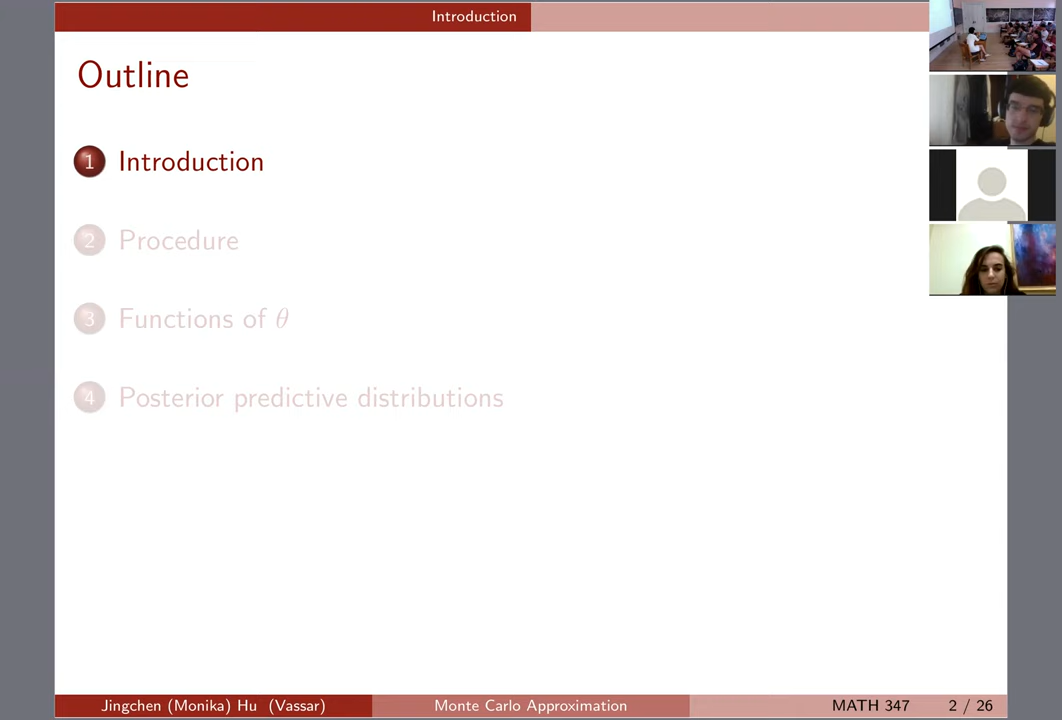 Introduction
Outline
1 Introduction
2 Procedure
3 Functions of θ
4 Posterior predictive distributions
Jingchen (Monika) Hu (Vassar) Monte Carlo Approximation MATH 347 2 / 26